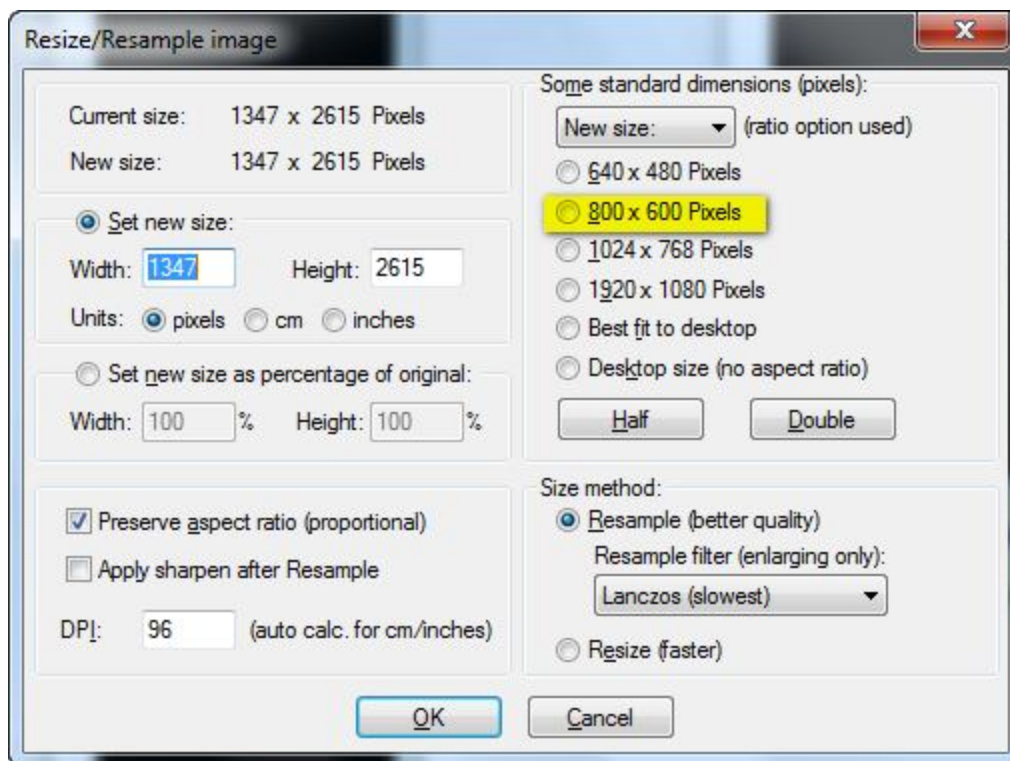 Resize/Resample image
X
Current size: 1347 x 2615 Pixels
New size: 1347 x 2615 Pixels
Set new size:
Width: 1347 Height: 2615
Units: pixels cm inches
Set new size as percentage of original:
Width: 100 % Height: 100 %
Preserve aspect ratio (proportional)
Apply sharpen after Resample
DPI: 96 (auto calc. for cm/inches)
Some standard dimensions (pixels):
New size: (ratio option used)
640 x 480 Pixels
800 x 600 Pixels
1024 x 768 Pixels
1920 x 1080 Pixels
Best fit to desktop
Desktop size (no aspect ratio)
Half Double
Size method:
Resample (better quality)
Resample filter (enlarging only):
Lanczos (slowest)
Resize (faster)
OK Cancel